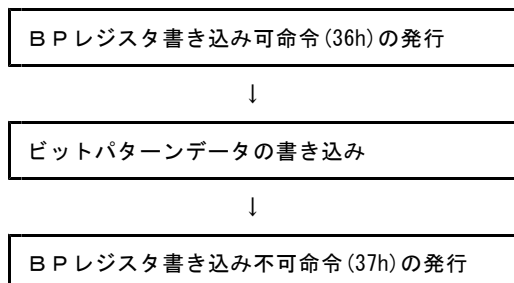 ＢＰレジスタ書き込み可命令(36h)の発行
↓
ビットパターンデータの書き込み
↓
ＢＰレジスタ書き込み不可命令(37h)の発行